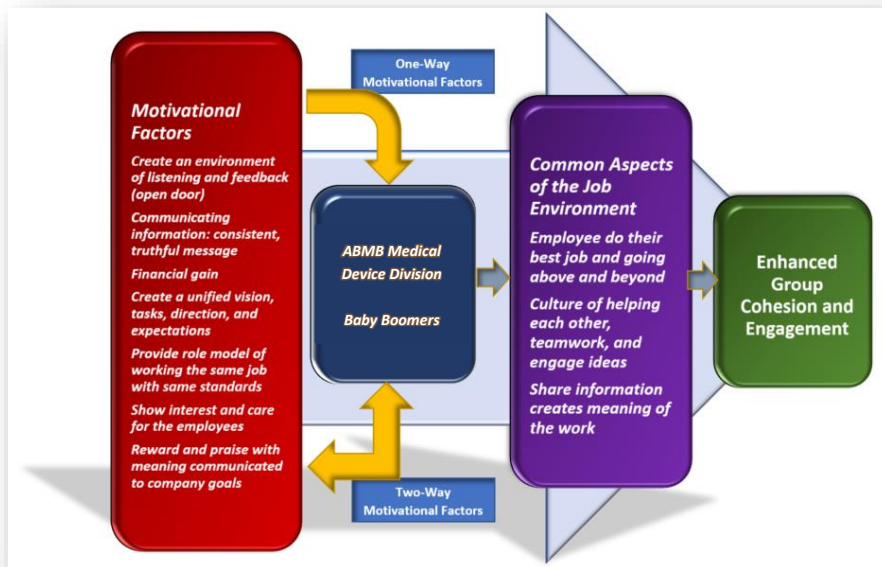 One-Way
Motivational Factors
Motivational
Factors
Create an environment
of listening and feedback
(open door)
Communicating
information: consistent,
truthful message
Financial gain
Create a unified vision,
tasks, direction, and
expectations
Provide role model of
working the same job
with same standards
Show interest and care
for the employees
Reward and praise with
meaning communicated
to company goals
ABMB Medical
Device Division
Baby Boomers
Two-Way
Motivational Factors
Common Aspects
of the Job
Environment
Employee do their
best job and going
above and beyond
Culture of helping
each other,
teamwork, and
engage ideas
Share information
creates meaning of
the work
Enhanced
Group
Cohesion and
Engagement